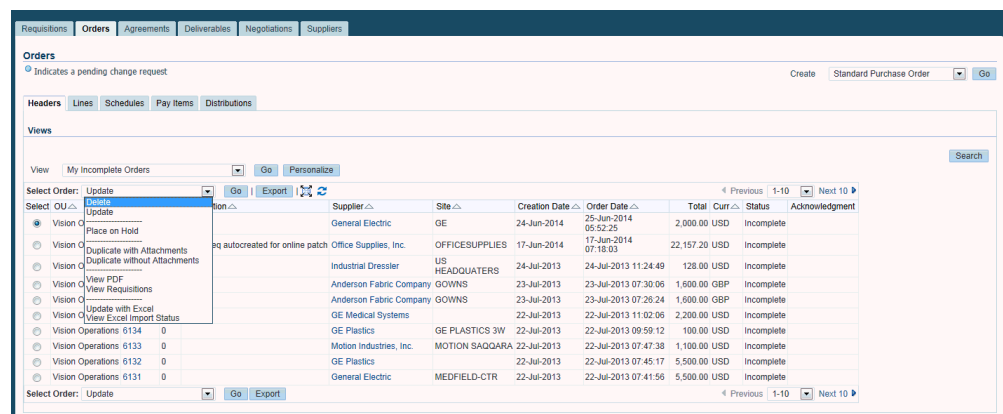 Requisitions Orders Agreements Deliverables Negotiations Suppliers
Orders
Indicates a pending change request
Create Standard Purchase Order Go
Headers Lines Schedules Pay Items Distributions
Views
Search
View My Incomplete Orders Go Personalize
Select Order: Update Go | Export | Previous 1-10 Next 10
Select OU tion Supplier Site Creation Date Order Date Total Curr Status Acknowledgment
Delete
Update
--------------------
Place on Hold
--------------------
Duplicate with Attachments
Duplicate without Attachments
--------------------
View PDF
View Requisitions
--------------------
Update with Excel
View Excel Import Status
Vision O General Electric GE 24-Jun-2014 25-Jun-2014 05:52:25 2,000.00 USD Incomplete
Vision O eq autocreated for online patch Office Supplies, Inc. OFFICESUPPLIES 17-Jun-2014 17-Jun-2014 07:18:03 22,157.20 USD Incomplete
Vision O Industrial Dressler US HEADQUATERS 24-Jul-2013 24-Jul-2013 11:24:49 128.00 USD Incomplete
Vision O Anderson Fabric Company GOWNS 23-Jul-2013 23-Jul-2013 07:30:06 1,600.00 GBP Incomplete
Vision O Anderson Fabric Company GOWNS 23-Jul-2013 23-Jul-2013 07:26:24 1,600.00 GBP Incomplete
Vision O GE Medical Systems 22-Jul-2013 22-Jul-2013 11:02:06 2,200.00 USD Incomplete
Vision Operations 6134 0 GE Plastics GE PLASTICS 3W 22-Jul-2013 22-Jul-2013 09:59:12 100.00 USD Incomplete
Vision Operations 6133 0 Motion Industries, Inc. MOTION SAQQARA 22-Jul-2013 22-Jul-2013 07:47:38 1,100.00 USD Incomplete
Vision Operations 6132 0 GE Plastics 22-Jul-2013 22-Jul-2013 07:45:17 5,500.00 USD Incomplete
Vision Operations 6131 0 General Electric MEDFIELD-CTR 22-Jul-2013 22-Jul-2013 07:41:56 5,500.00 USD Incomplete
Select Order: Update Go Export Previous 1-10 Next 10